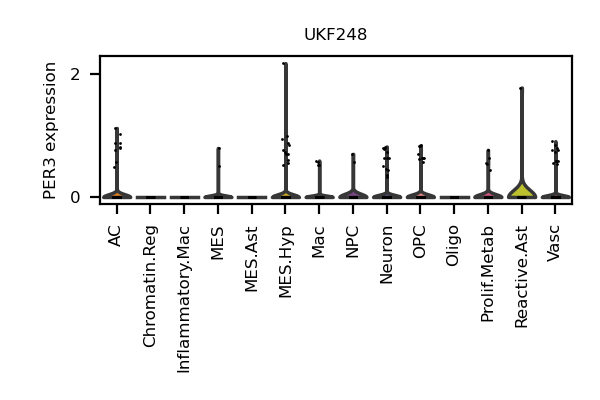 UKF248
PER3 expression
2
0
AC
Chromatin.Reg
Inflammatory.Mac
MES
MES.Ast
MES.Hyp
Mac
NPC
Neuron
OPC
Oligo
Prolif.Metab
Reactive.Ast
Vasc